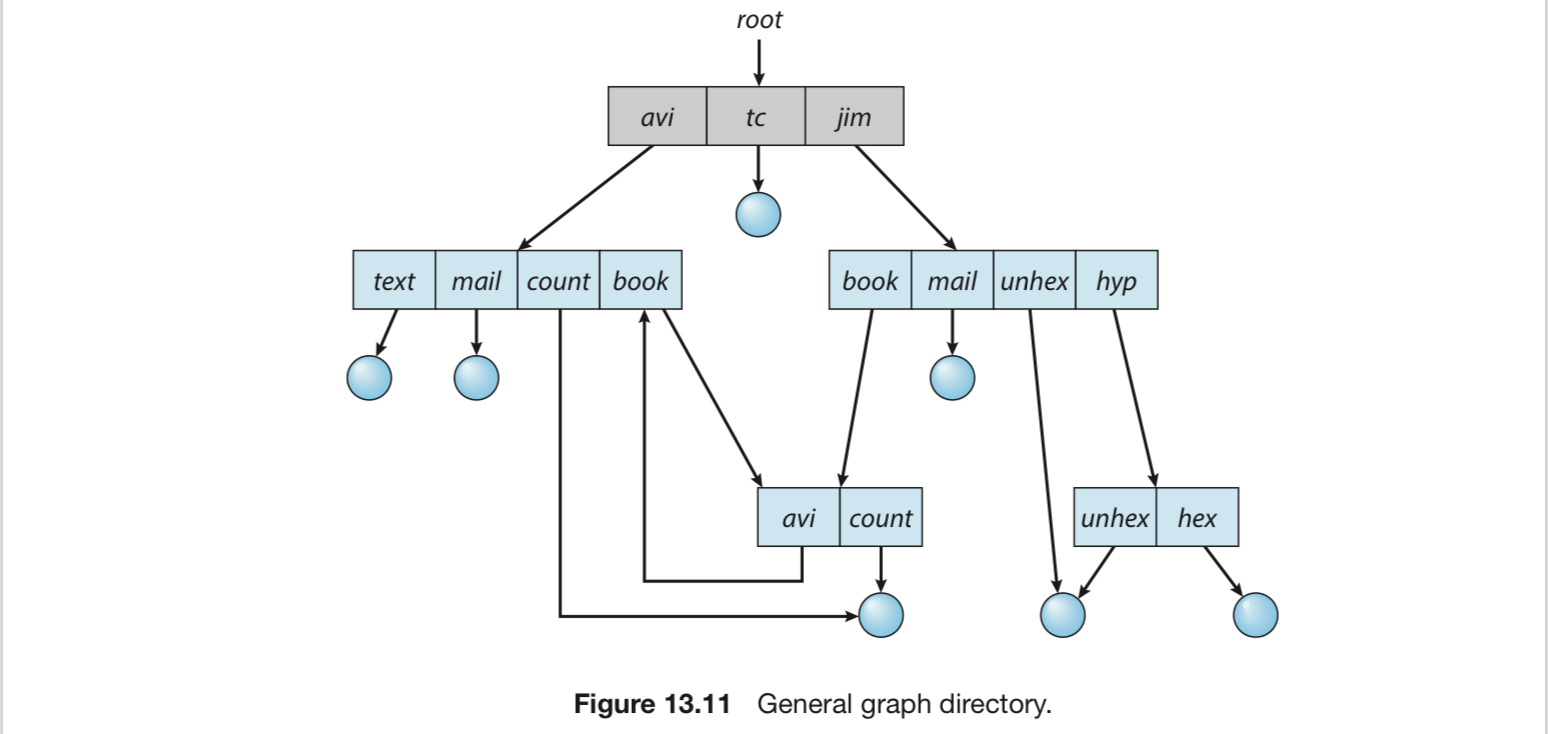 root
avi tc jim
text mail count book book mail unhex hyp
avi count unhex hex
Figure 13.11 General graph directory.